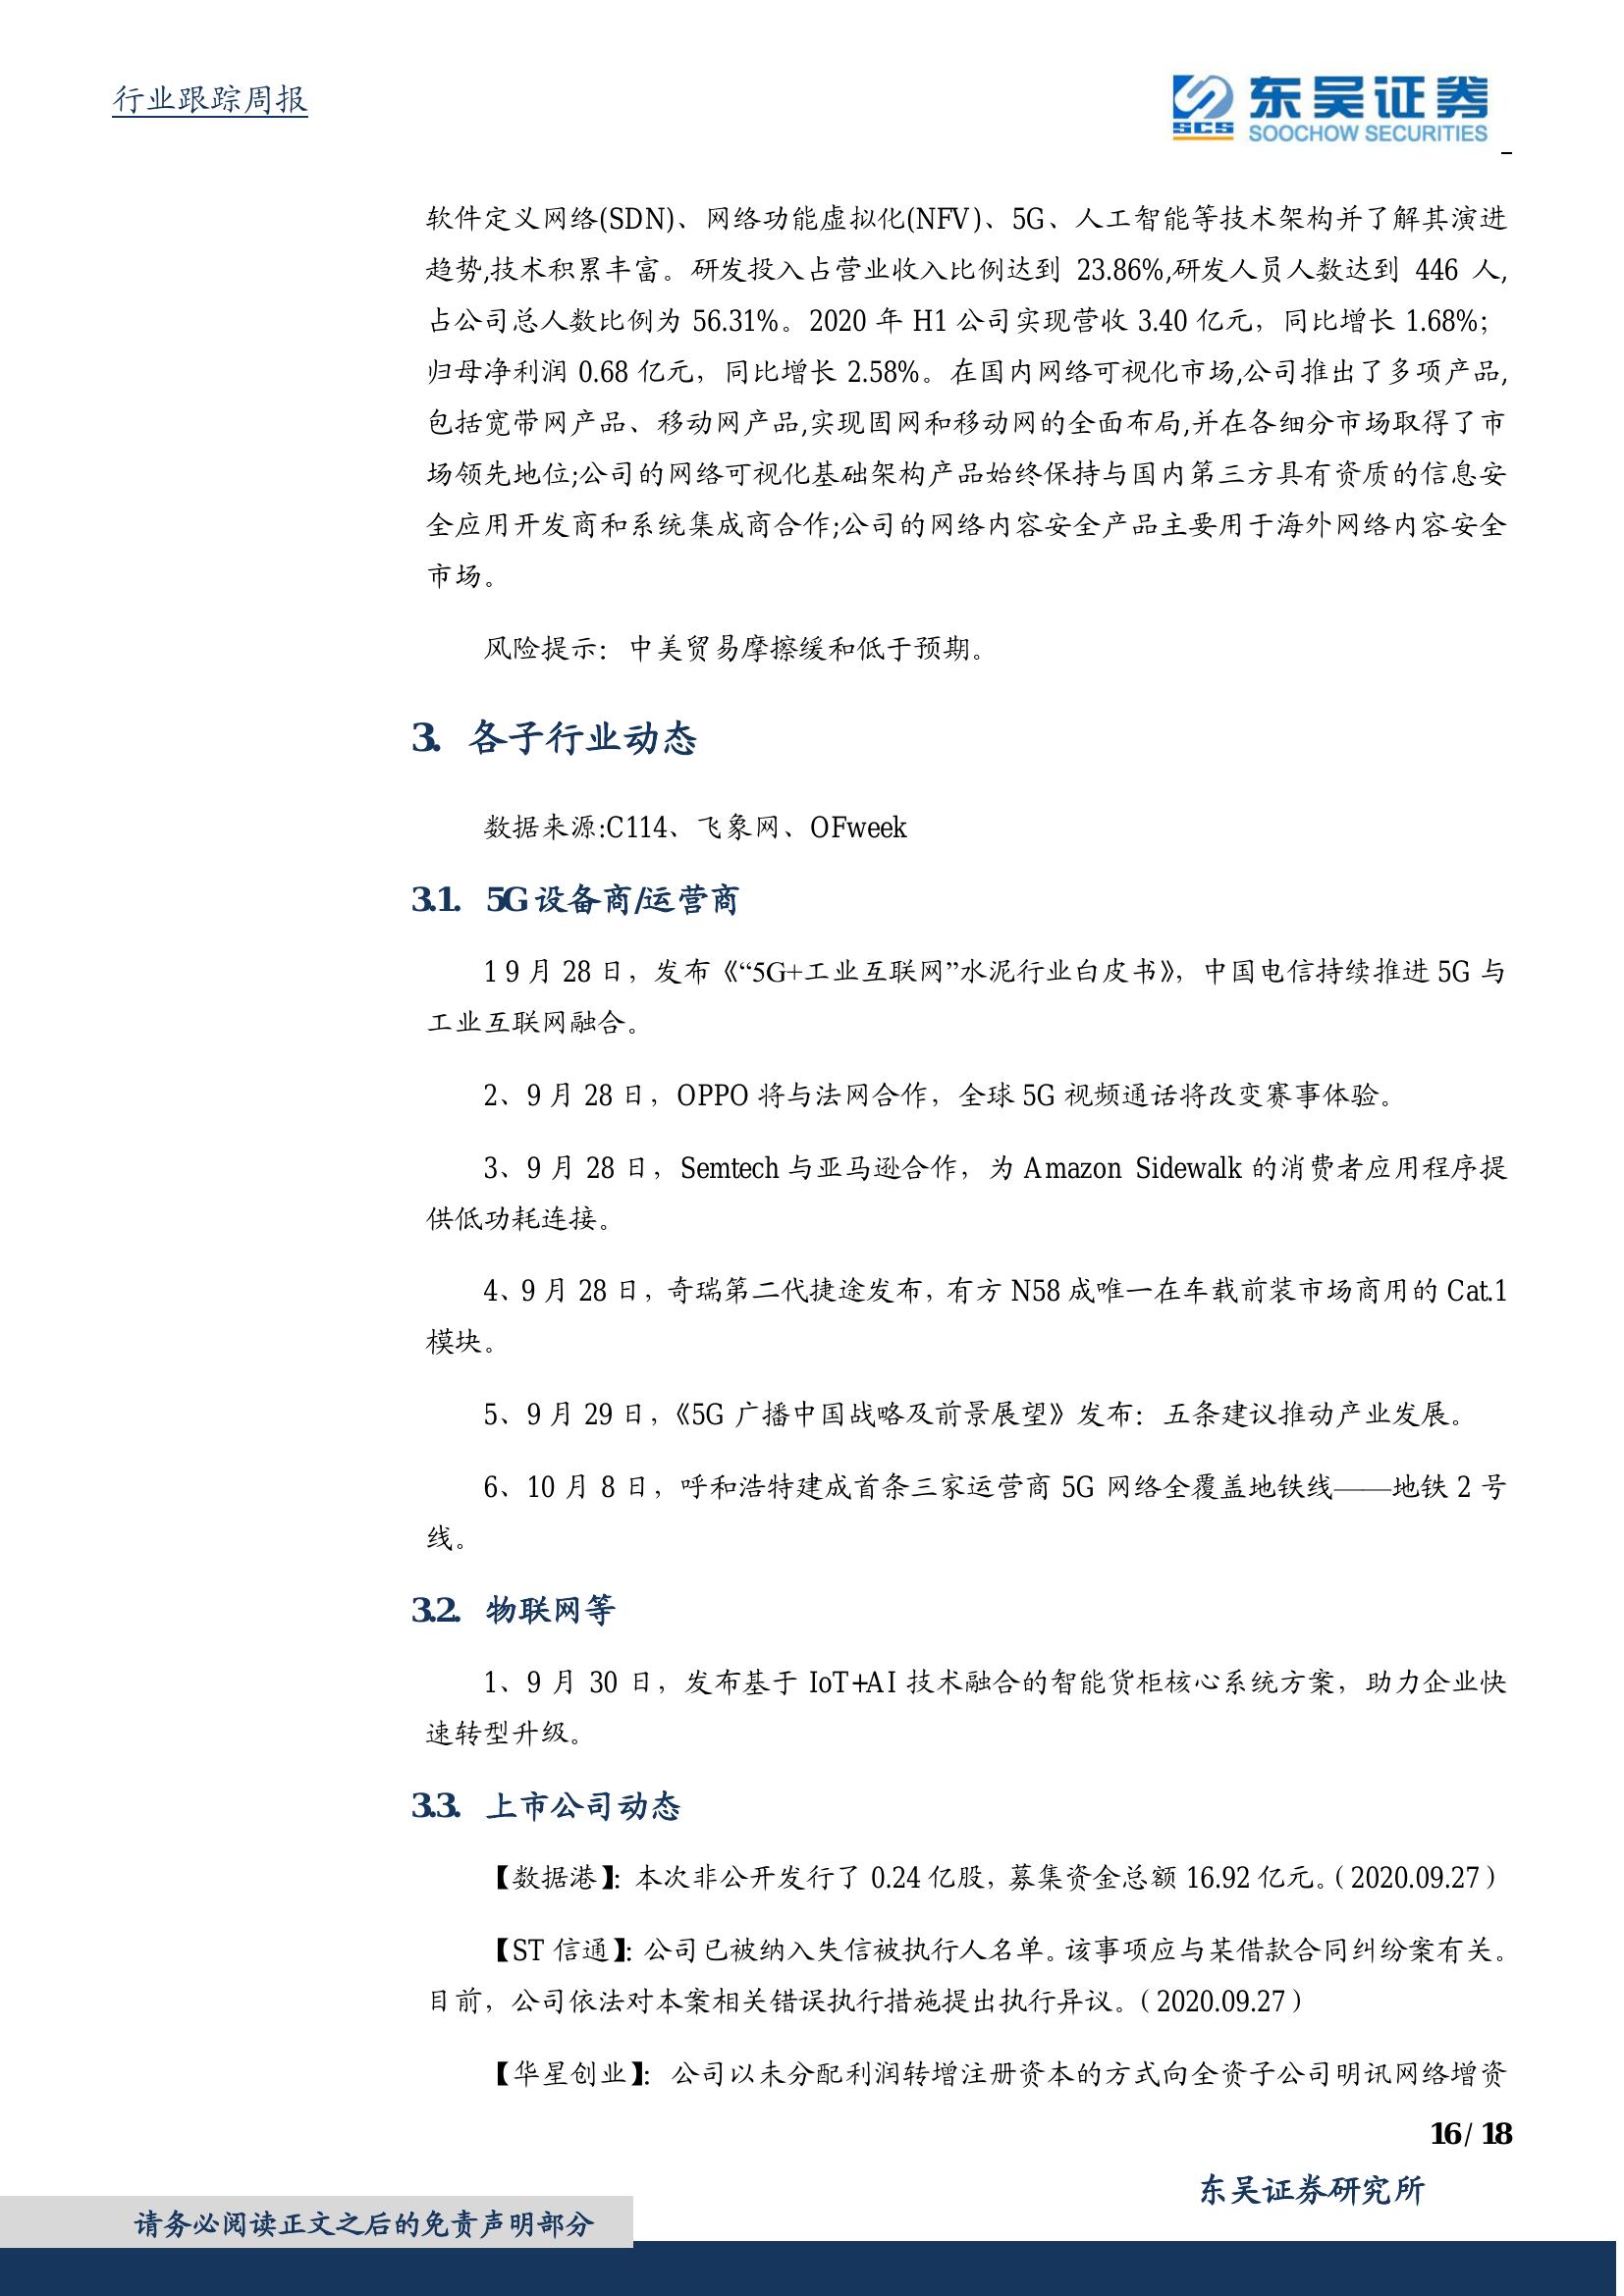 行业跟踪周报
SCS
东吴证券
SOOCHOW SECURITIES
软件定义网络(SDN)、网络功能虚拟化(NFV)、5G、人工智能等技术架构并了解其演进
趋势,技术积累丰富。研发投入占营业收入比例达到 23.86%,研发人员人数达到 446 人,
占公司总人数比例为 56.31%。2020 年 H1 公司实现营收 3.40 亿元，同比增长 1.68%；
归母净利润 0.68 亿元，同比增长 2.58%。在国内网络可视化市场,公司推出了多项产品,
包括宽带网产品、移动网产品,实现固网和移动网的全面布局,并在各细分市场取得了市
场领先地位;公司的网络可视化基础架构产品始终保持与国内第三方具有资质的信息安
全应用开发商和系统集成商合作;公司的网络内容安全产品主要用于海外网络内容安全
市场。
风险提示：中美贸易摩擦缓和低于预期。
3. 各子行业动态
数据来源:C114、飞象网、OFweek
3.1. 5G 设备商/运营商
1 9 月 28 日，发布《“5G+工业互联网”水泥行业白皮书》，中国电信持续推进 5G 与
工业互联网融合。
2、9 月 28 日，OPPO 将与法网合作，全球 5G 视频通话将改变赛事体验。
3、9 月 28 日，Semtech 与亚马逊合作，为 Amazon Sidewalk 的消费者应用程序提
供低功耗连接。
4、9 月 28 日，奇瑞第二代捷途发布，有方 N58 成唯一在车载前装市场商用的 Cat.1
模块。
5、9 月 29 日，《5G 广播中国战略及前景展望》发布：五条建议推动产业发展。
6、10 月 8 日，呼和浩特建成首条三家运营商 5G 网络全覆盖地铁线——地铁 2 号
线。
3.2. 物联网等
1、9 月 30 日，发布基于 IoT+AI 技术融合的智能货柜核心系统方案，助力企业快
速转型升级。
3.3. 上市公司动态
【数据港】：本次非公开发行了 0.24 亿股，募集资金总额 16.92 亿元。（2020.09.27）
【ST 信通】：公司已被纳入失信被执行人名单。该事项应与某借款合同纠纷案有关。
目前，公司依法对本案相关错误执行措施提出执行异议。（2020.09.27）
【华星创业】：公司以未分配利润转增注册资本的方式向全资子公司明讯网络增资
16 / 18
东吴证券研究所
请务必阅读正文之后的免责声明部分